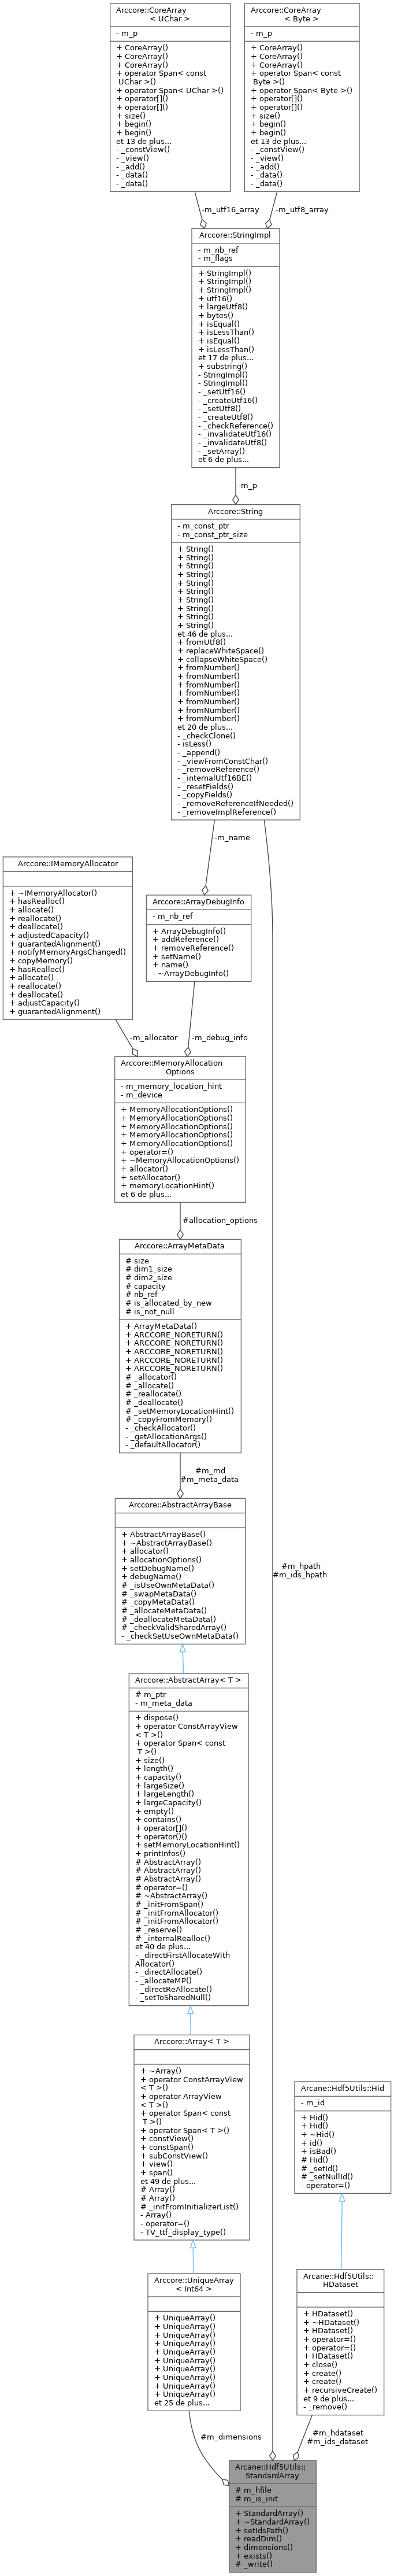 Arccore::CoreArray
< UChar >
- m_p
+ CoreArray()
+ CoreArray()
+ CoreArray()
+ operator Span< const
UChar >()
+ operator Span< UChar >()
+ operator[]()
+ operator[]()
+ size()
+ begin()
+ begin()
et 13 de plus...
- _constView()
- _view()
- _add()
- _data()
- _data()
Arccore::CoreArray
< Byte >
- m_p
+ CoreArray()
+ CoreArray()
+ CoreArray()
+ operator Span< const
Byte >()
+ operator Span< Byte >()
+ operator[]()
+ operator[]()
+ size()
+ begin()
+ begin()
et 13 de plus...
- _constView()
- _view()
- _add()
- _data()
- _data()
-m_utf16_array
-m_utf8_array
Arccore::StringImpl
- m_nb_ref
- m_flags
+ StringImpl()
+ StringImpl()
+ StringImpl()
+ utf16()
+ largeUtf8()
+ bytes()
+ isEqual()
+ isLessThan()
+ isEqual()
+ isLessThan()
et 17 de plus...
+ substring()
- StringImpl()
- StringImpl()
- _setUtf16()
- _createUtf16()
- _setUtf8()
- _createUtf8()
- _checkReference()
- _invalidateUtf16()
- _invalidateUtf8()
- _setArray()
et 6 de plus...
-m_p
Arccore::String
- m_const_ptr
- m_const_ptr_size
+ String()
+ String()
+ String()
+ String()
+ String()
+ String()
+ String()
+ String()
+ String()
+ String()
et 46 de plus...
+ fromUtf8()
+ replaceWhiteSpace()
+ collapseWhiteSpace()
+ fromNumber()
+ fromNumber()
+ fromNumber()
+ fromNumber()
+ fromNumber()
+ fromNumber()
+ fromNumber()
et 20 de plus...
- _checkClone()
- isLess()
- _append()
- _viewFromConstChar()
- _removeReference()
- _internalUtf16BE()
- _resetFields()
- _copyFields()
- _removeReferenceIfNeeded()
- _removeImplReference()
-m_name
Arccore::IMemoryAllocator
+ ~IMemoryAllocator()
+ hasRealloc()
+ allocate()
+ reallocate()
+ deallocate()
+ adjustedCapacity()
+ guarantedAlignment()
+ notifyMemoryArgsChanged()
+ copyMemory()
+ hasRealloc()
+ allocate()
+ reallocate()
+ deallocate()
+ adjustCapacity()
+ guarantedAlignment()
Arccore::ArrayDebugInfo
- m_nb_ref
+ ArrayDebugInfo()
+ addReference()
+ removeReference()
+ setName()
+ name()
- ~ArrayDebugInfo()
-m_allocator
-m_debug_info
Arccore::MemoryAllocation
Options
- m_memory_location_hint
- m_device
+ MemoryAllocationOptions()
+ MemoryAllocationOptions()
+ MemoryAllocationOptions()
+ MemoryAllocationOptions()
+ MemoryAllocationOptions()
+ operator=()
+ ~MemoryAllocationOptions()
+ allocator()
+ setAllocator()
+ memoryLocationHint()
et 6 de plus...
#allocation_options
Arccore::ArrayMetaData
# size
# dim1_size
# dim2_size
# capacity
# nb_ref
# is_allocated_by_new
# is_not_null
+ ArrayMetaData()
+ ARCCORE_NORETURN()
+ ARCCORE_NORETURN()
+ ARCCORE_NORETURN()
+ ARCCORE_NORETURN()
+ ARCCORE_NORETURN()
# _allocator()
# _allocate()
# _reallocate()
# _deallocate()
# _setMemoryLocationHint()
# _copyFromMemory()
- _checkAllocator()
- _getAllocationArgs()
- _defaultAllocator()
#m_md
#m_meta_data
Arccore::AbstractArrayBase
+ AbstractArrayBase()
+ ~AbstractArrayBase()
+ allocator()
+ allocationOptions()
+ setDebugName()
+ debugName()
# _isUseOwnMetaData()
# _swapMetaData()
# _copyMetaData()
# _allocateMetaData()
# _deallocateMetaData()
# _checkValidSharedArray()
- _checkSetUseOwnMetaData()
#m_hpath
#m_ids_hpath
Arccore::AbstractArray< T >
# m_ptr
- m_meta_data
+ dispose()
+ operator ConstArrayView
< T >()
+ operator Span< const
T >()
+ size()
+ length()
+ capacity()
+ largeSize()
+ largeLength()
+ largeCapacity()
+ empty()
+ contains()
+ operator[]()
+ operator()()
+ setMemoryLocationHint()
+ printInfos()
# AbstractArray()
# AbstractArray()
# AbstractArray()
# operator=()
# ~AbstractArray()
# _initFromSpan()
# _initFromAllocator()
# _initFromAllocator()
# _reserve()
# _internalRealloc()
et 40 de plus...
- _directFirstAllocateWith
Allocator()
- _directAllocate()
- _allocateMP()
- _directReAllocate()
- _setToSharedNull()
Arccore::Array< T >
+ ~Array()
+ operator ConstArrayView
< T >()
+ operator ArrayView
< T >()
+ operator Span< const
T >()
+ operator Span< T >()
+ constView()
+ constSpan()
+ subConstView()
+ view()
+ span()
et 49 de plus...
# Array()
# Array()
# _initFromInitializerList()
- Array()
- operator=()
- TV_ttf_display_type()
Arcane::Hdf5Utils::Hid
- m_id
+ Hid()
+ Hid()
+ ~Hid()
+ id()
+ isBad()
# Hid()
# _setId()
# _setNullId()
- operator=()
Arccore::UniqueArray
< Int64 >
+ UniqueArray()
+ UniqueArray()
+ UniqueArray()
+ UniqueArray()
+ UniqueArray()
+ UniqueArray()
+ UniqueArray()
+ UniqueArray()
+ UniqueArray()
+ UniqueArray()
et 25 de plus...
Arcane::Hdf5Utils::
HDataset
+ HDataset()
+ ~HDataset()
+ HDataset()
+ operator=()
+ operator=()
+ HDataset()
+ close()
+ create()
+ create()
+ recursiveCreate()
et 9 de plus...
- _remove()
#m_dimensions
#m_hdataset
#m_ids_dataset
Arcane::Hdf5Utils::
StandardArray
# m_hfile
# m_is_init
+ StandardArray()
+ ~StandardArray()
+ setIdsPath()
+ readDim()
+ dimensions()
+ exists()
# _write()